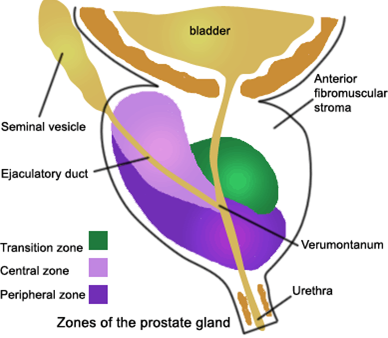 bladder
Anterior
fibromuscular
stroma
Seminal vesicle
Ejaculatory duct
Transition zone
Central zone
Peripheral zone
Verumontanum
Urethra
Zones of the prostate gland